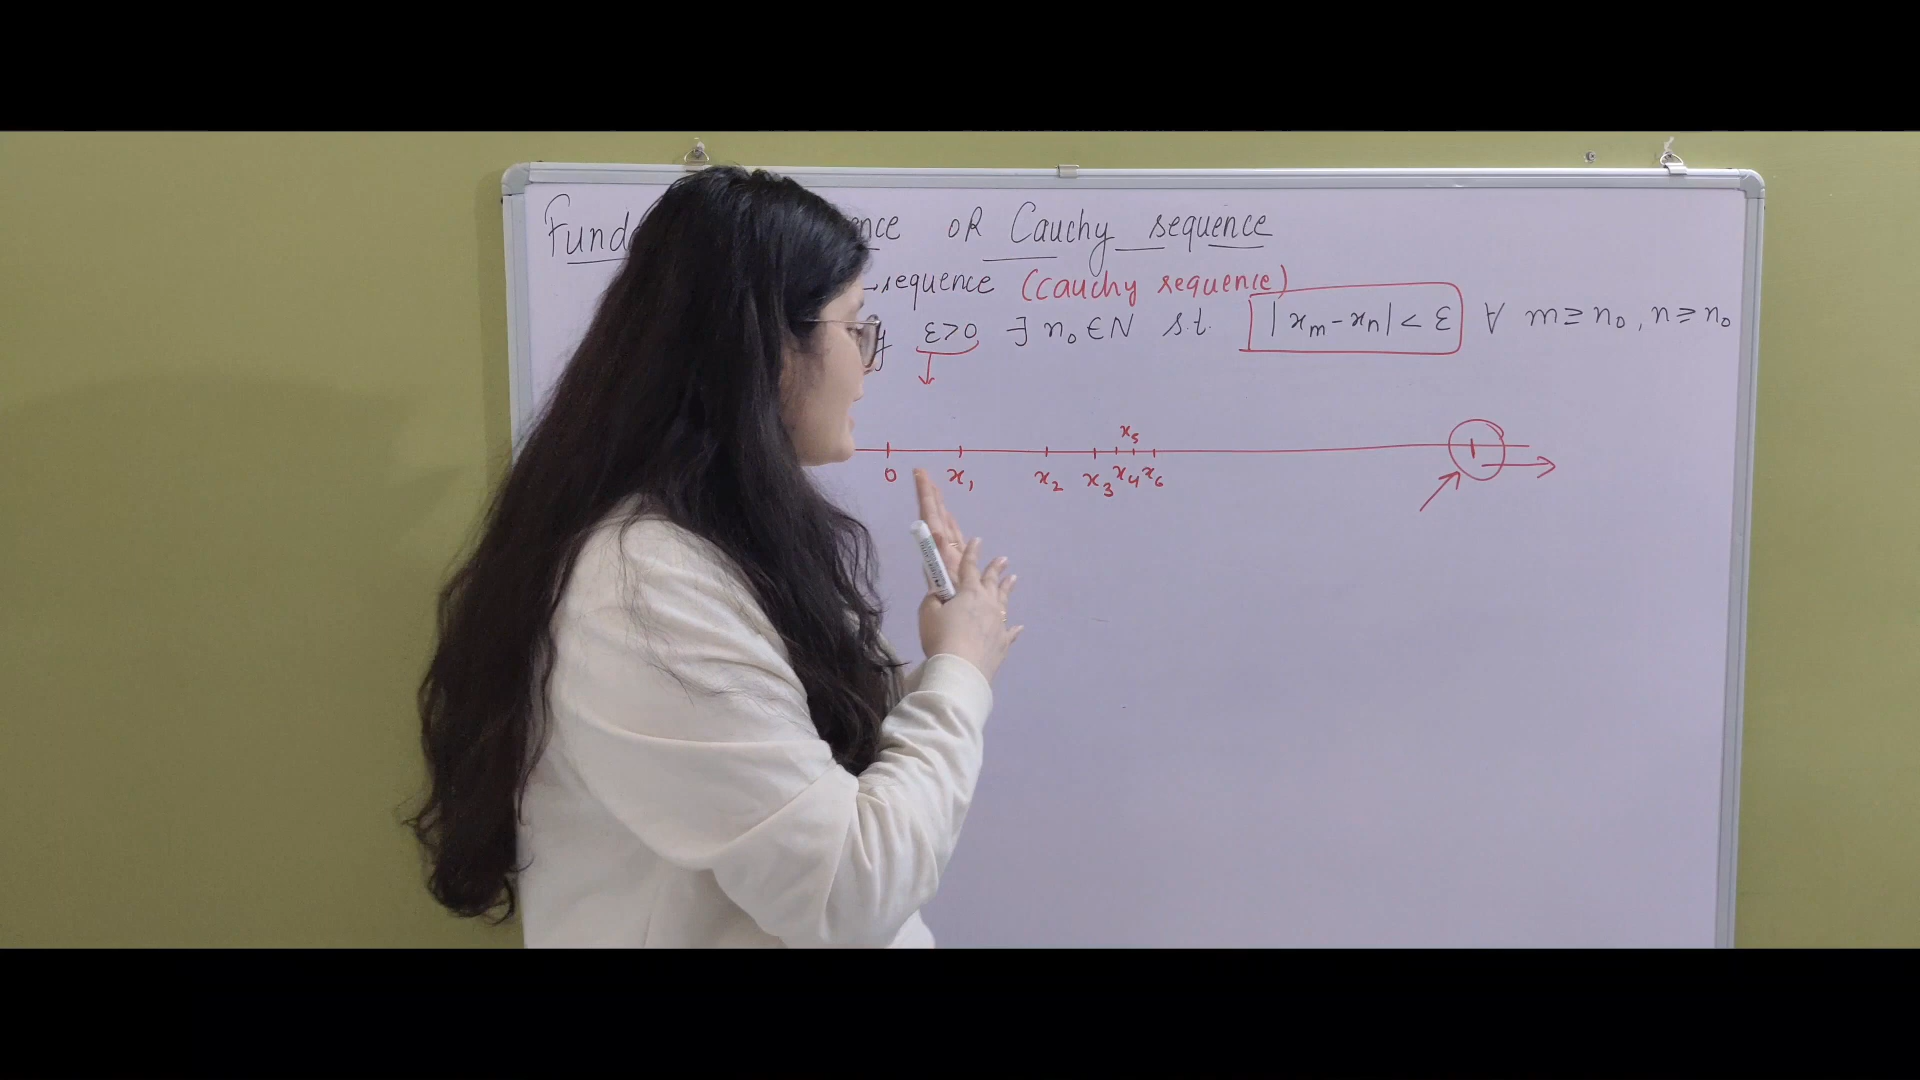 Fund ence OR Cauchy sequence
sequence (cauchy sequence)
ε>0 ∃ n₀ ∈ N s.t. |xₘ - xₙ| < ε ∀ m ≥ n₀, n ≥ n₀
x₅
0 x₁ x₂ x₃ x₄ x₆